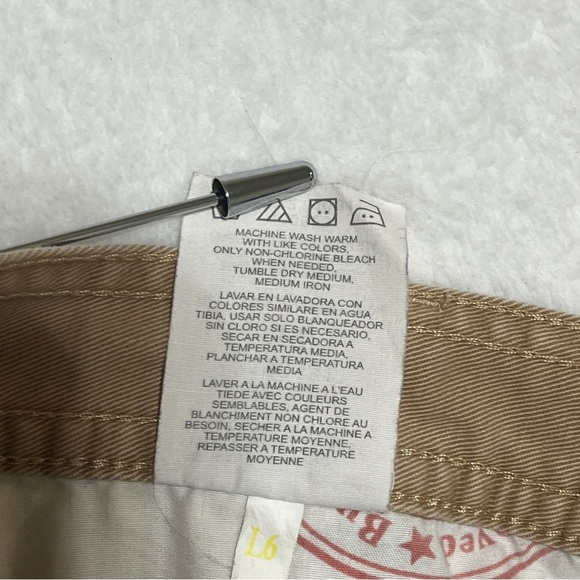 MACHINE WASH WARM
WITH LIKE COLORS,
ONLY NON-CHLORINE BLEACH
WHEN NEEDED,
TUMBLE DRY MEDIUM,
MEDIUM IRON
LAVAR EN LAVADORA CON
COLORES SIMILARE EN AGUA
TIBIA, USAR SOLO BLANQUEADOR
SIN CLORO SI ES NECESARIO,
SECAR EN SECADORA A
TEMPERATURA MEDIA,
PLANCHAR A TEMPERATURA
MEDIA
LAVER A LA MACHINE A L'EAU
TIEDE AVEC COULEURS
SEMBLABLES, AGENT DE
BLANCHIMENT NON CHLORE AU
BESOIN, SECHER A LA MACHINE A
TEMPERATURE MOYENNE,
REPASSER A TEMPERATURE
MOYENNE
L6